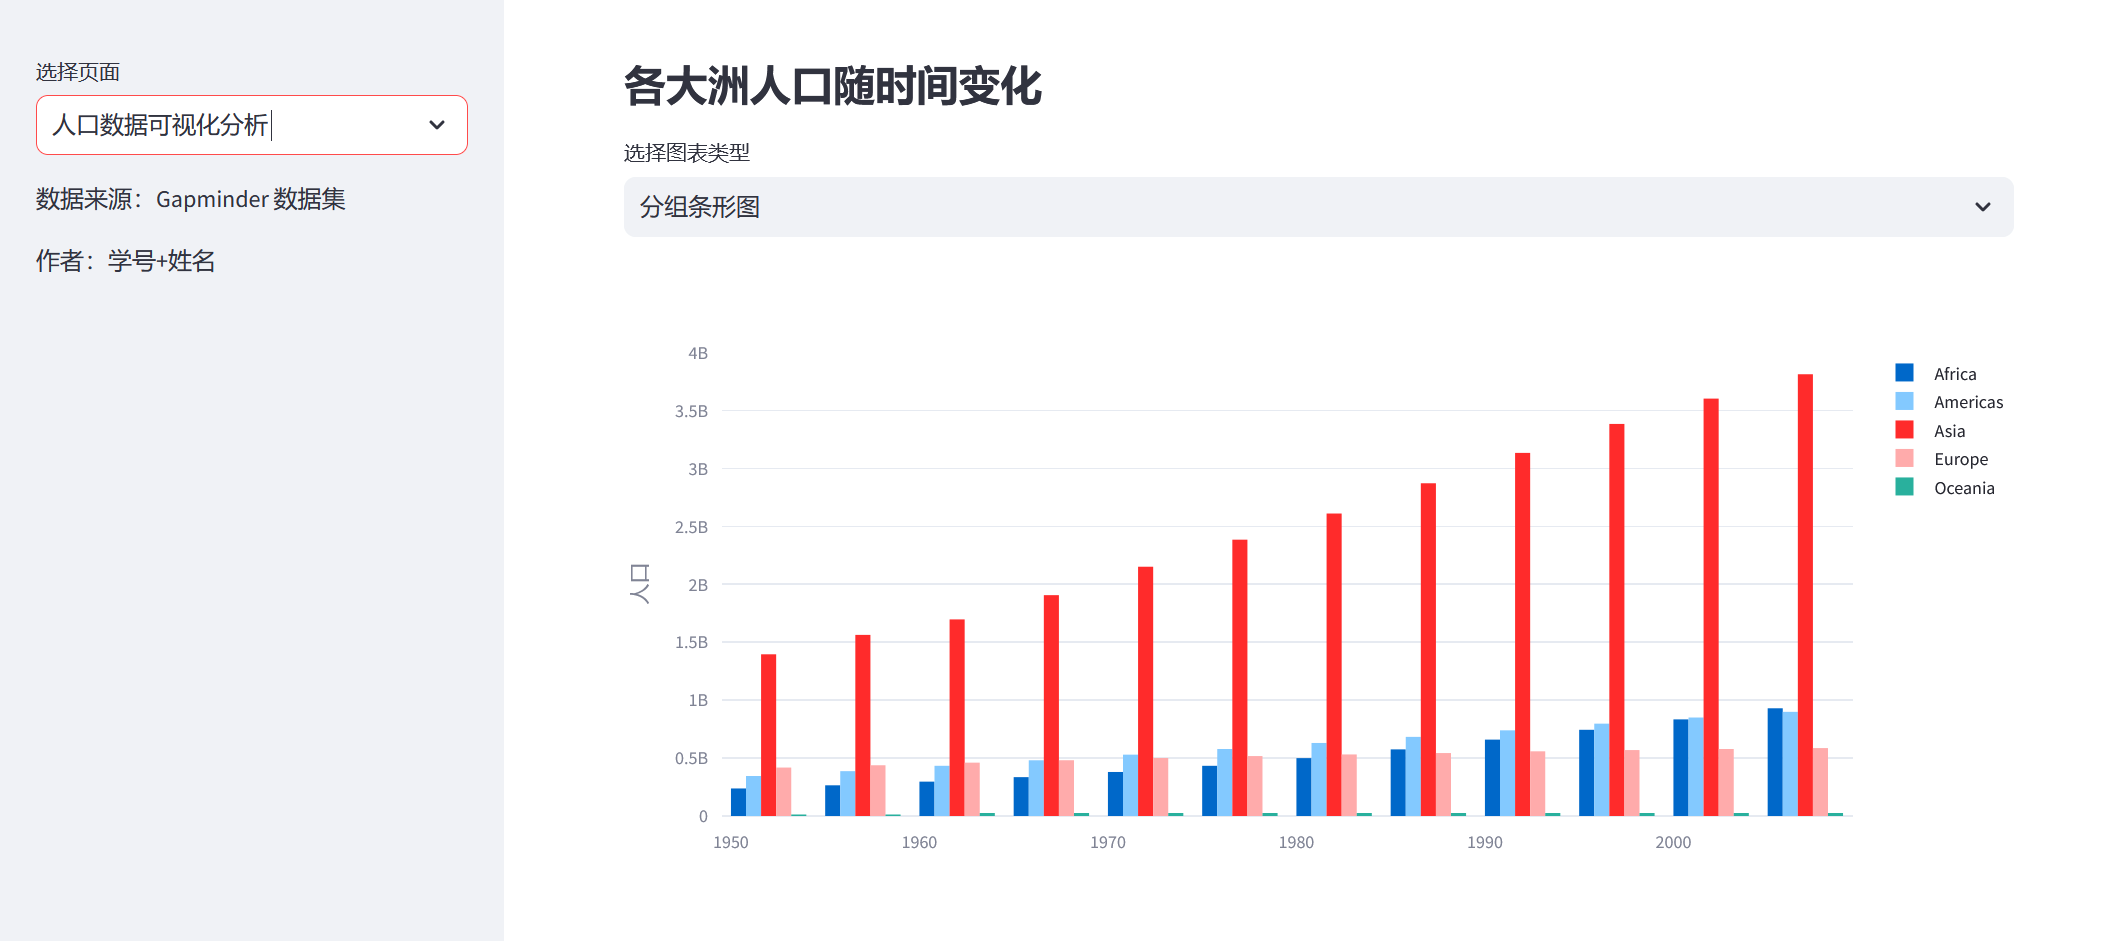 选择页面
人口数据可视化分析
数据来源：Gapminder 数据集
作者：学号+姓名
各大洲人口随时间变化
选择图表类型
分组条形图
4B
3.5B
3B
2.5B
2B
1.5B
1B
0.5B
0
人口
1950
1960
1970
1980
1990
2000
Africa
Americas
Asia
Europe
Oceania